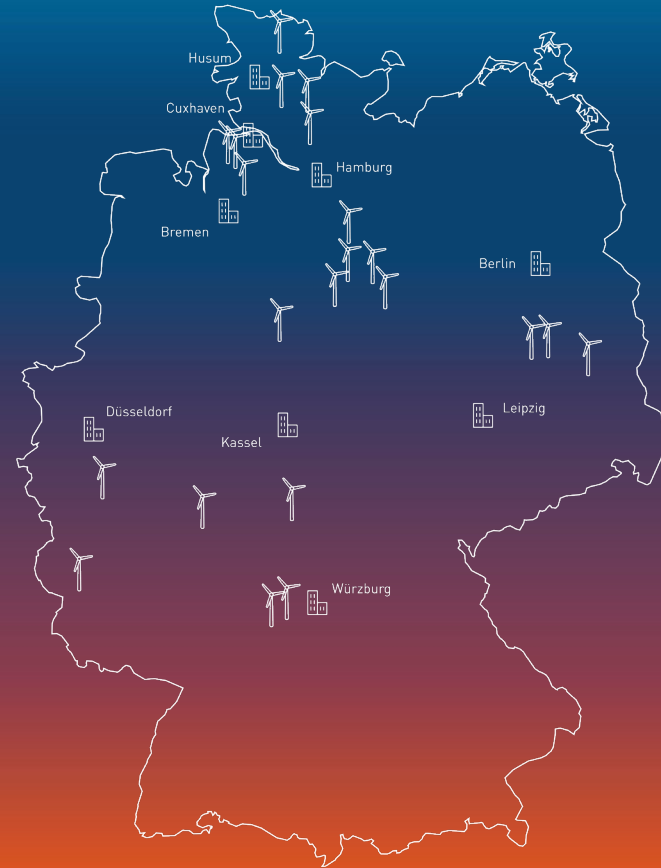 Husum
Cuxhaven
Hamburg
Bremen
Berlin
Düsseldorf
Leipzig
Kassel
Würzburg